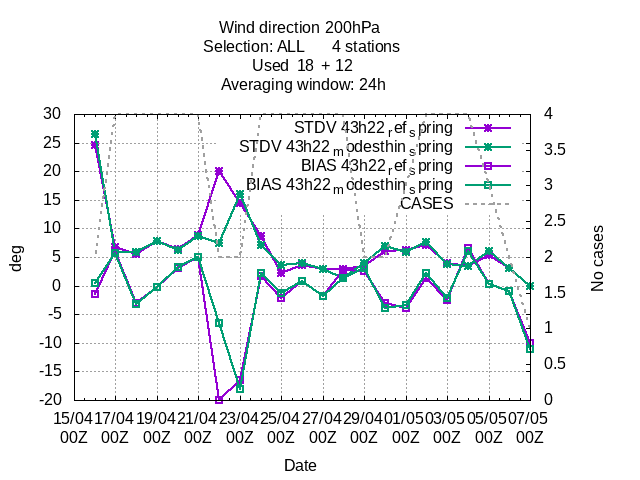 Wind direction 200hPa
Selection: ALL 4 stations
Used 18 + 12
Averaging window: 24h
STDV 43h22_ref_spring
STDV 43h22_modesthin_spring
BIAS 43h22_ref_spring
BIAS 43h22_modesthin_spring
CASES
30
25
20
15
10
5
0
-5
-10
-15
-20
deg
4
3.5
3
2.5
2
1.5
1
0.5
0
No cases
15/04 17/04 19/04 21/04 23/04 25/04 27/04 29/04 01/05 03/05 05/05 07/05
00Z 00Z 00Z 00Z 00Z 00Z 00Z 00Z 00Z 00Z 00Z 00Z
Date